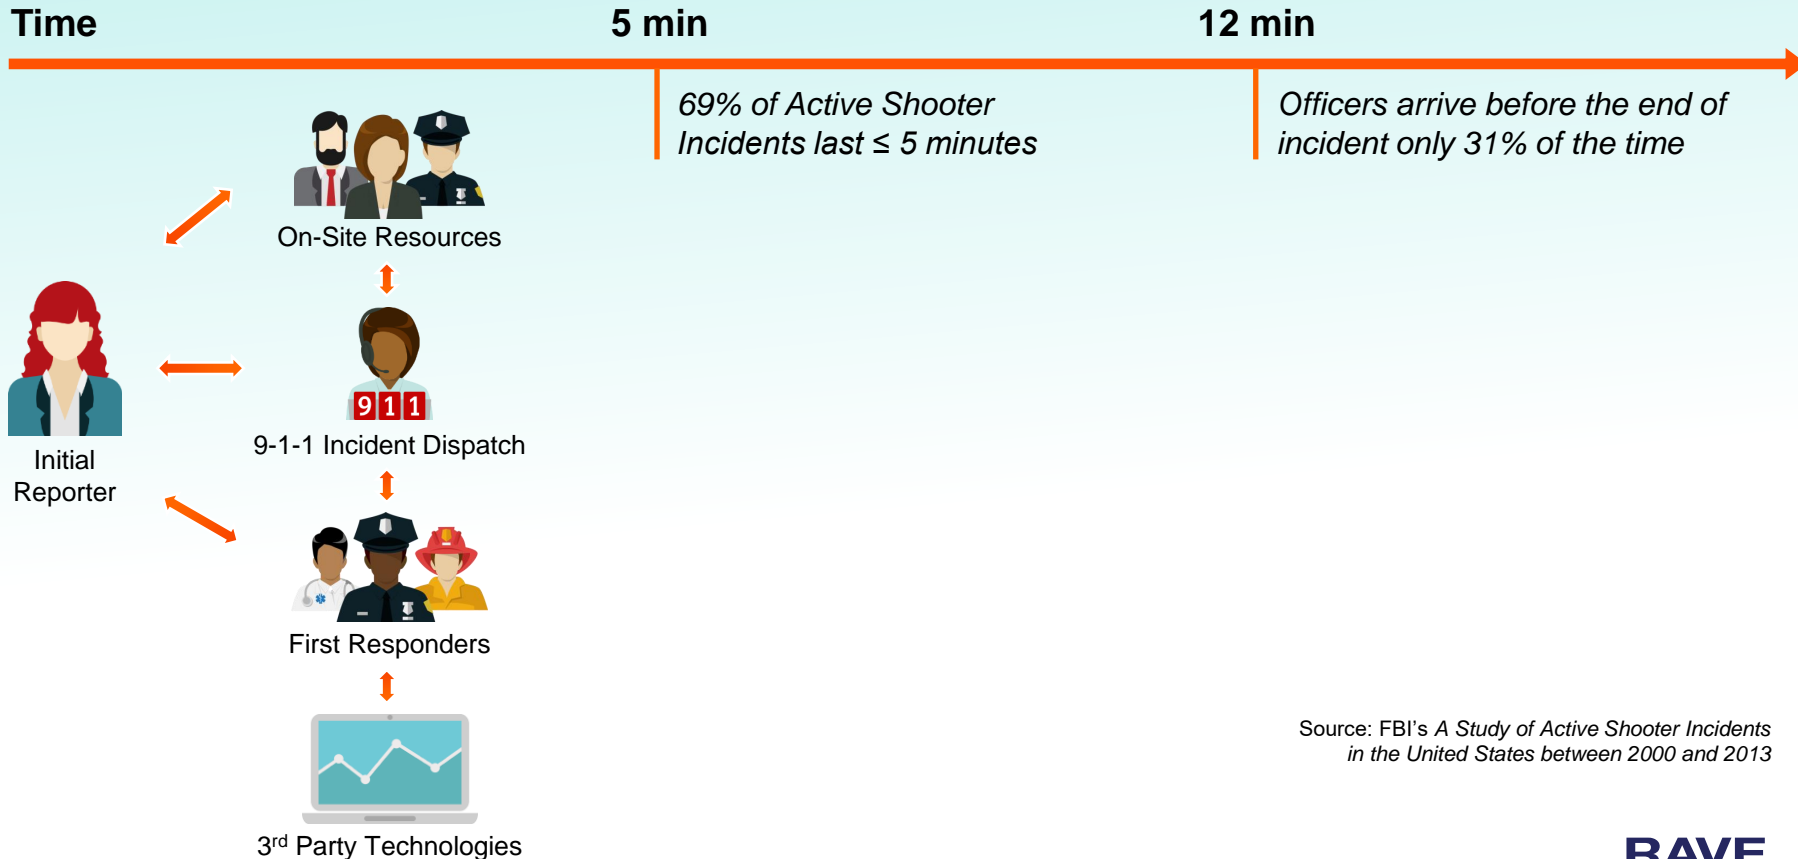 Time
5 min
12 min
69% of Active Shooter
Incidents last ≤ 5 minutes
Officers arrive before the end of
incident only 31% of the time
On-Site Resources
Initial
Reporter
911
9-1-1 Incident Dispatch
First Responders
3rd Party Technologies
Source: FBI's A Study of Active Shooter Incidents
in the United States between 2000 and 2013
RAVE